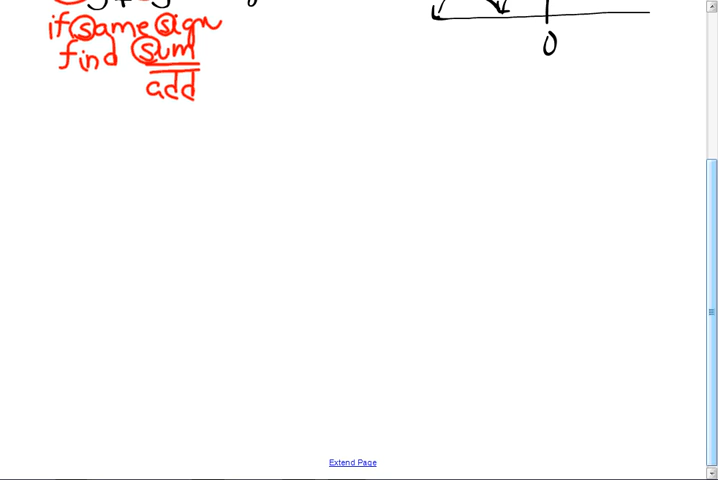 if same sign
0
find sum
add
Extend Page